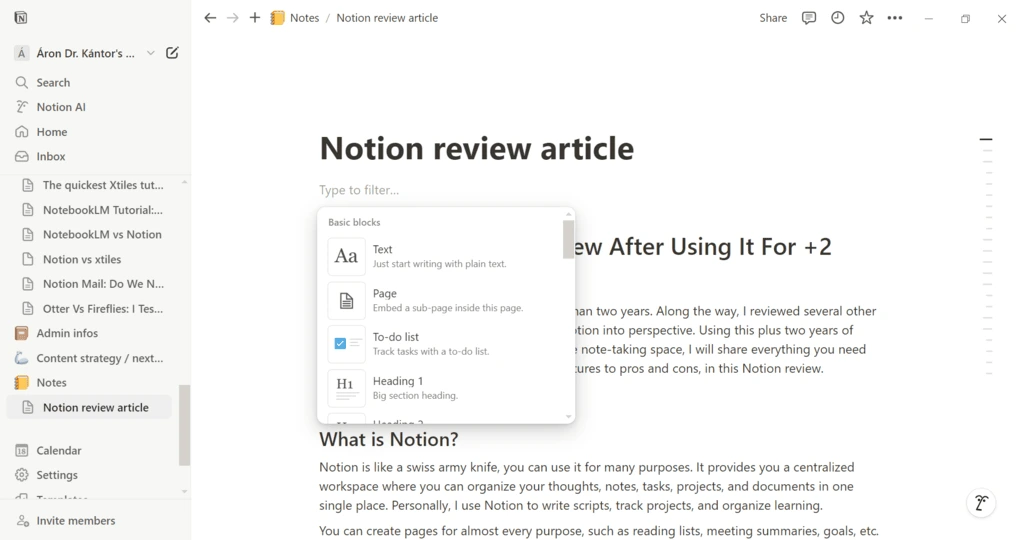 Áron Dr. Kántor's ...
Search
Notion AI
Home
Inbox
The quickest Xtiles tut...
NotebookLM Tutorial:...
NotebookLM vs Notion
Notion vs xtiles
Notion Mail: Do We N...
Otter Vs Fireflies: I Tes...
Admin infos
Content strategy / next...
Notes
Notion review article
Calendar
Settings
Templates
Invite members
Notes / Notion review article
Share
Notion review article
Type to filter...
Basic blocks
Aa Text
Just start writing with plain text.
Page
Embed a sub-page inside this page.
To-do list
Track tasks with a to-do list.
H1 Heading 1
Big section heading.
Heading 2
ew After Using It For +2
han two years. Along the way, I reviewed several other
otion into perspective. Using this plus two years of
e note-taking space, I will share everything you need
tures to pros and cons, in this Notion review.
What is Notion?
Notion is like a swiss army knife, you can use it for many purposes. It provides you a centralized
workspace where you can organize your thoughts, notes, tasks, projects, and documents in one
single place. Personally, I use Notion to write scripts, track projects, and organize learning.
You can create pages for almost every purpose, such as reading lists, meeting summaries, goals, etc.